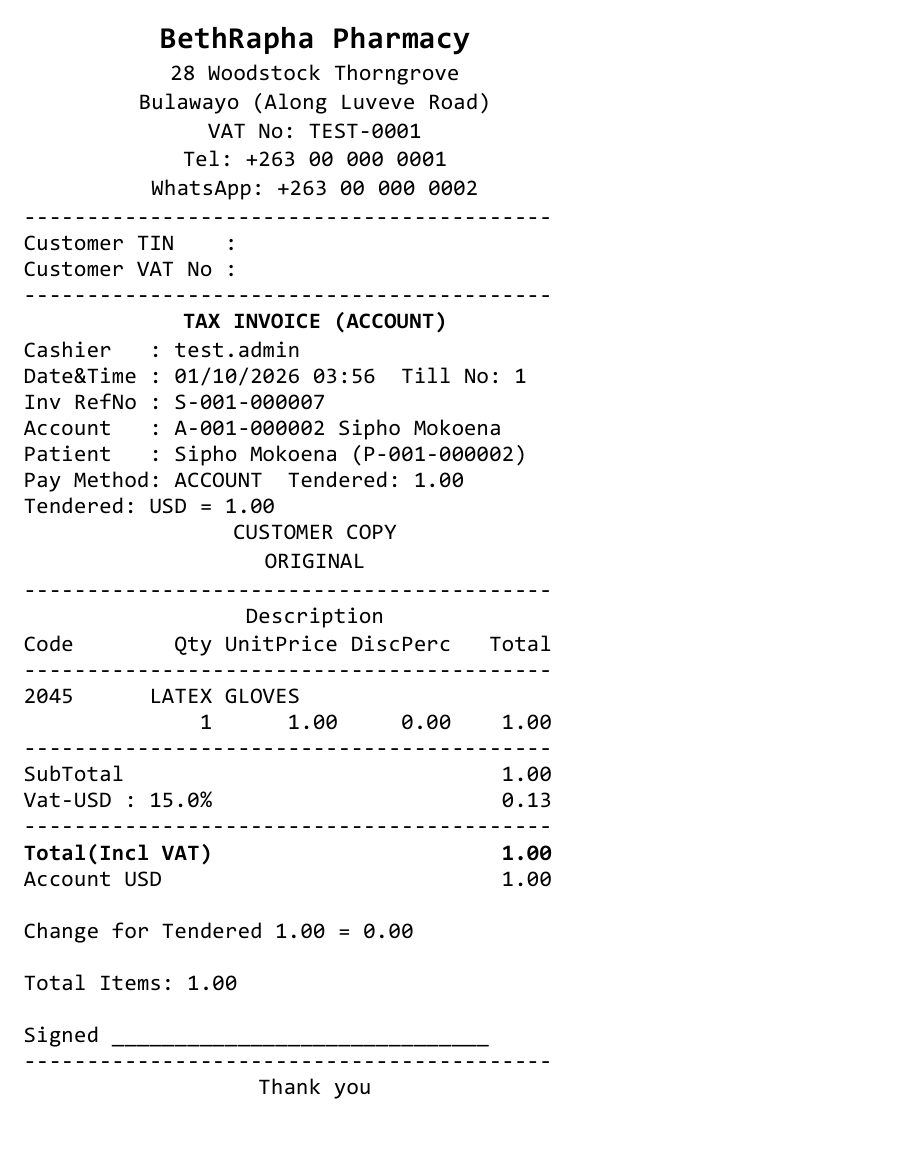 BethRapha Pharmacy
28 Woodstock Thorngrove
Bulawayo (Along Luveve Road)
VAT No: TEST-0001
Tel: +263 00 000 0001
WhatsApp: +263 00 000 0002
------------------------------------------
Customer TIN    :
Customer VAT No :
------------------------------------------
TAX INVOICE (ACCOUNT)
Cashier   : test.admin
Date&Time : 01/10/2026 03:56  Till No: 1
Inv RefNo : S-001-000007
Account   : A-001-000002 Sipho Mokoena
Patient   : Sipho Mokoena (P-001-000002)
Pay Method: ACCOUNT  Tendered: 1.00
Tendered: USD = 1.00
CUSTOMER COPY
ORIGINAL
------------------------------------------
Description
Code        Qty UnitPrice DiscPerc   Total
------------------------------------------
2045      LATEX GLOVES
1      1.00     0.00    1.00
------------------------------------------
SubTotal                              1.00
Vat-USD : 15.0%                       0.13
------------------------------------------
Total(Incl VAT)                       1.00
Account USD                           1.00
Change for Tendered 1.00 = 0.00
Total Items: 1.00
Signed ______________________________
------------------------------------------
Thank you